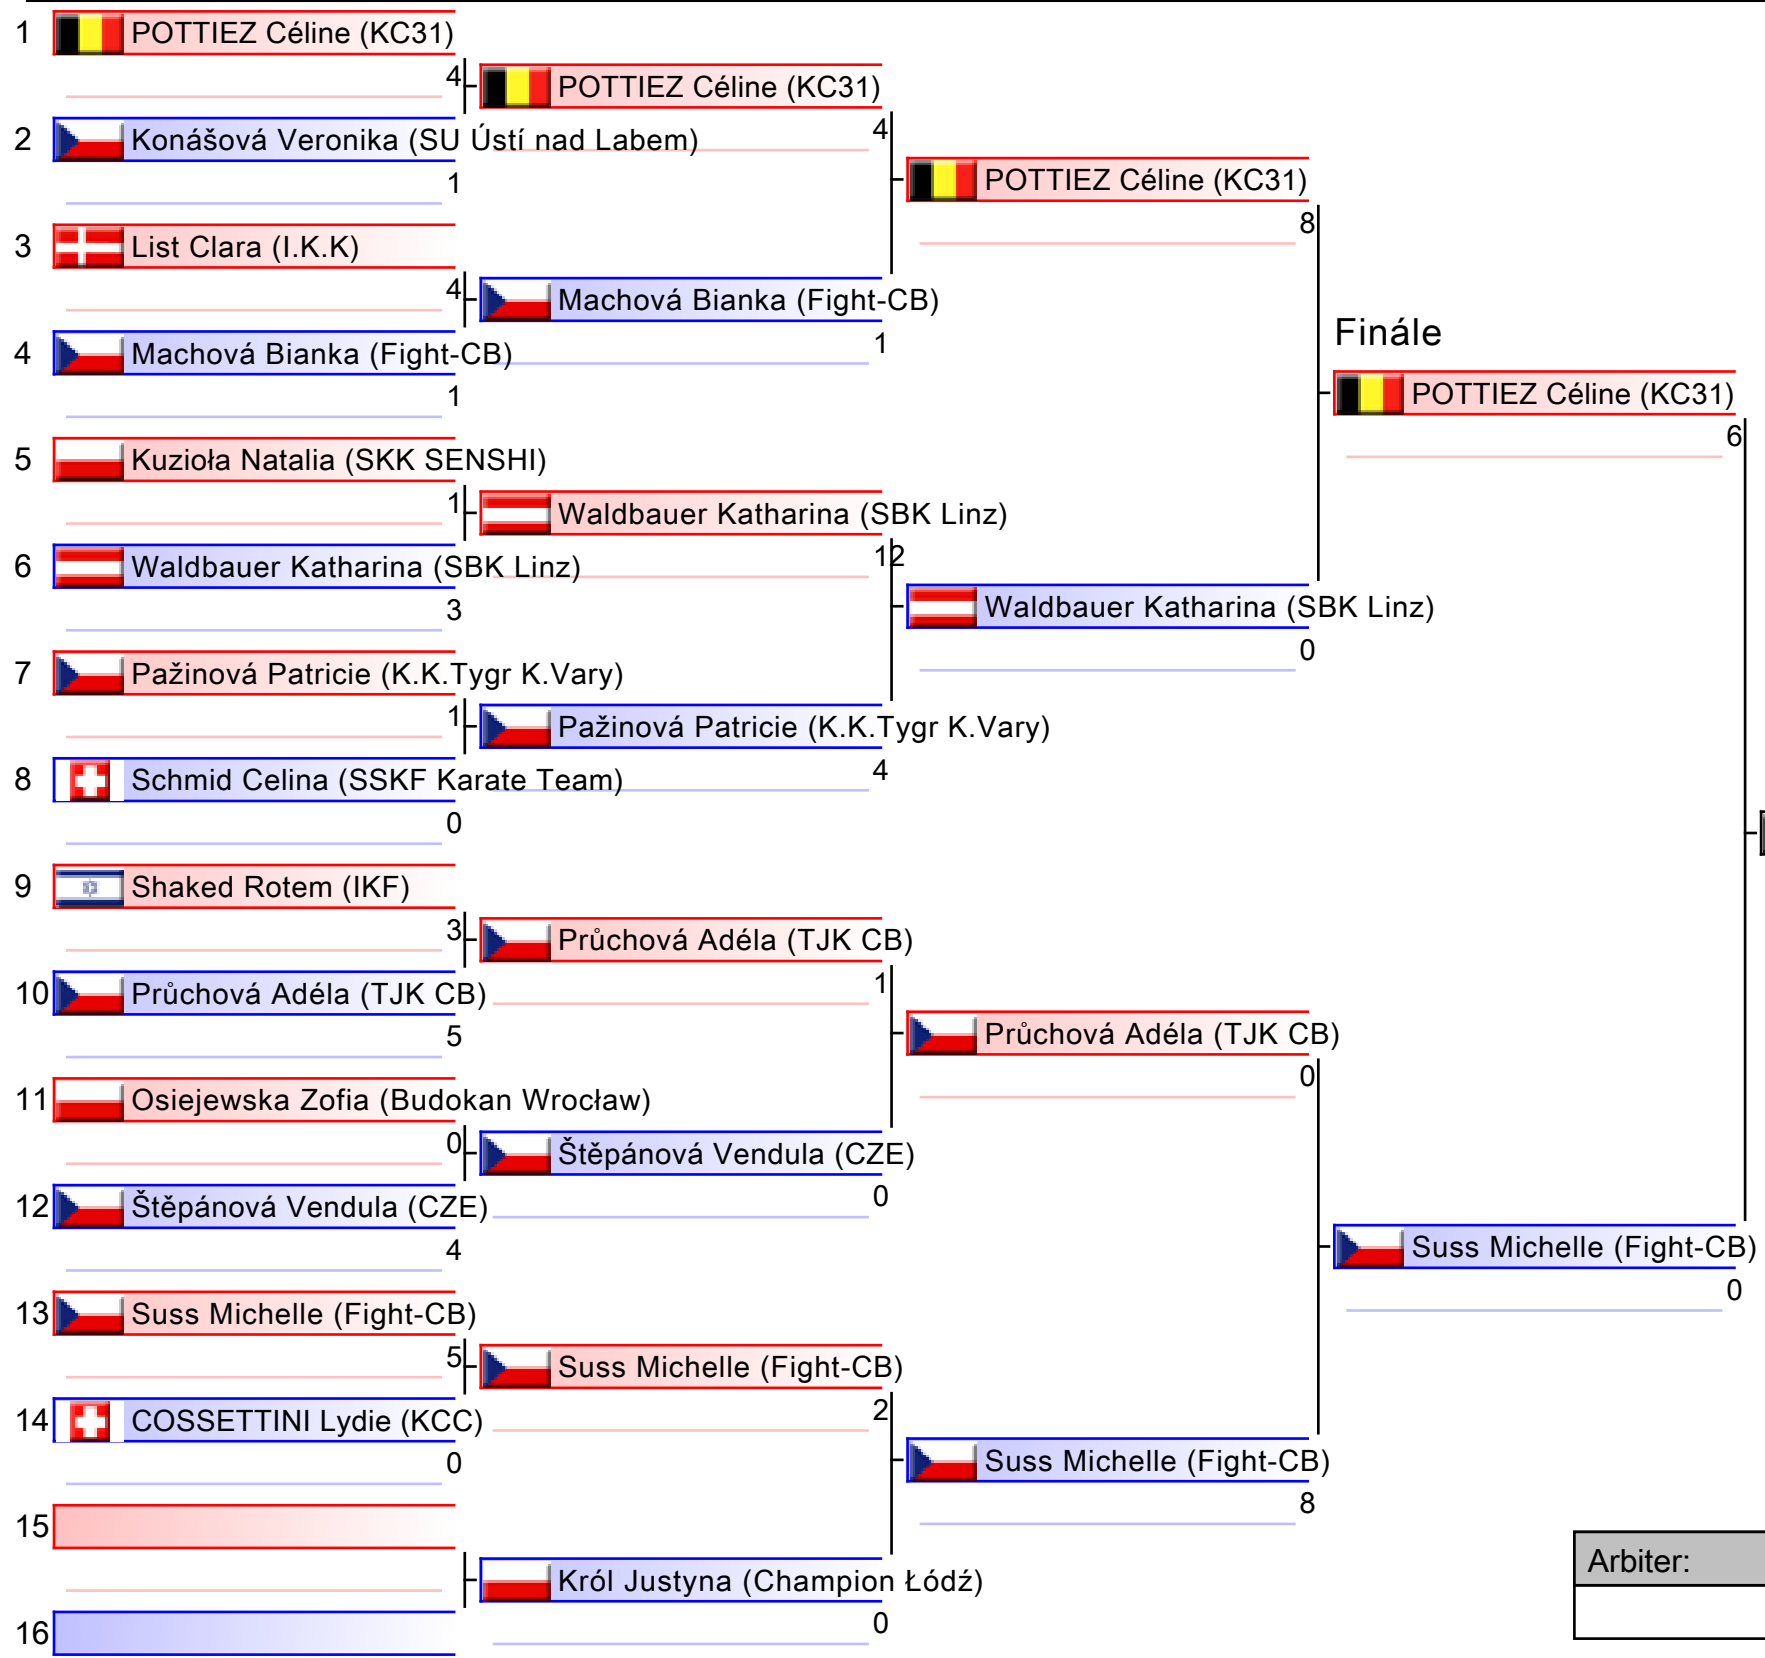 1 POTTIEZ Céline (KC31)
4
2 Konášová Veronika (SU Ústí nad Labem)
1
3 List Clara (I.K.K)
4
4 Machová Bianka (Fight-CB)
1
5 Kuzioła Natalia (SKK SENSHI)
1
6 Waldbauer Katharina (SBK Linz)
3
7 Pažinová Patricie (K.K.Tygr K.Vary)
1
8 Schmid Celina (SSKF Karate Team)
0
9 Shaked Rotem (IKF)
3
10 Průchová Adéla (TJK CB)
5
11 Osiejewska Zofia (Budokan Wrocław)
0
12 Štěpánová Vendula (CZE)
4
13 Suss Michelle (Fight-CB)
5
14 COSSETTINI Lydie (KCC)
0
15
16
POTTIEZ Céline (KC31)
4
Machová Bianka (Fight-CB)
1
Waldbauer Katharina (SBK Linz)
12
Pažinová Patricie (K.K.Tygr K.Vary)
4
Průchová Adéla (TJK CB)
1
Štěpánová Vendula (CZE)
0
Suss Michelle (Fight-CB)
2
Król Justyna (Champion Łódź)
0
POTTIEZ Céline (KC31)
8
Waldbauer Katharina (SBK Linz)
0
Průchová Adéla (TJK CB)
0
Suss Michelle (Fight-CB)
8
Finále
POTTIEZ Céline (KC31)
6
Suss Michelle (Fight-CB)
0
Arbiter: